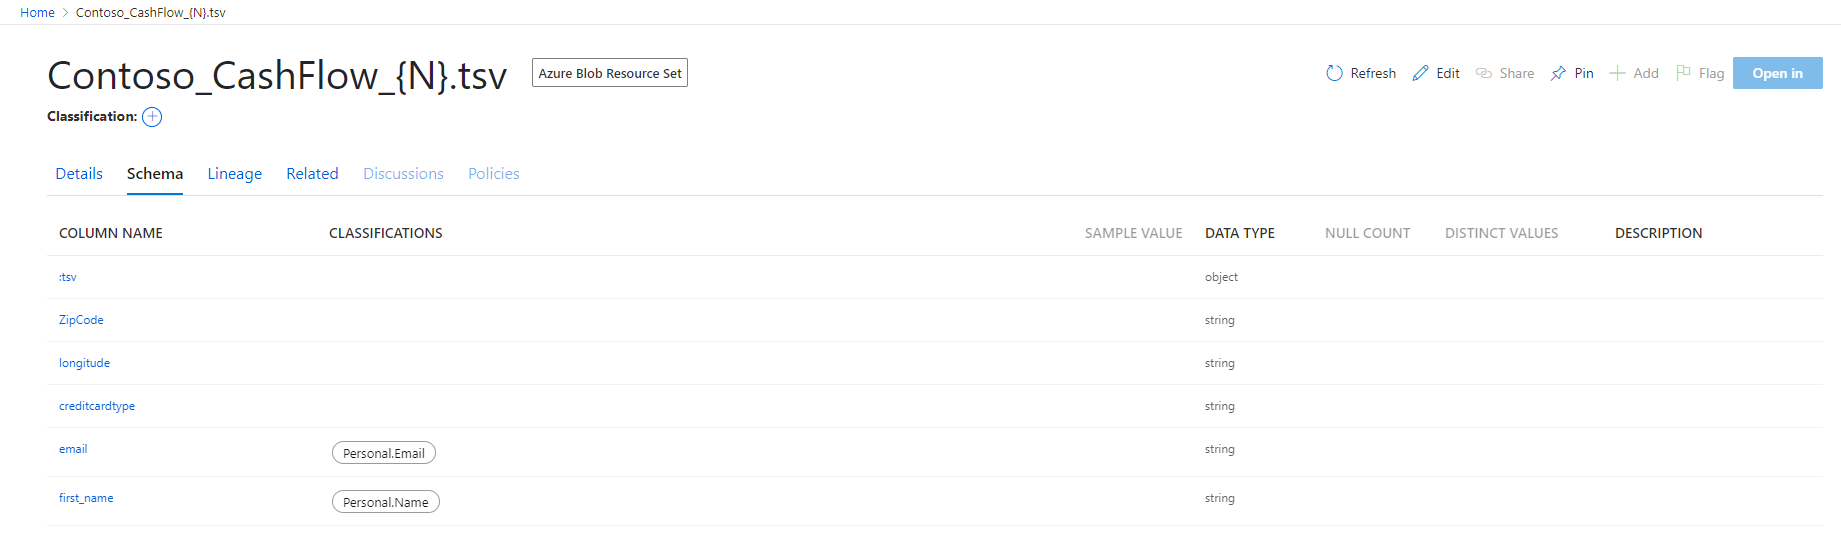 Home > Contoso_CashFlow_{N}.tsv
Contoso_CashFlow_{N}.tsv Azure Blob Resource Set Refresh Edit Share Pin Add Flag Open in
Classification:
Details Schema Lineage Related Discussions Policies
COLUMN NAME CLASSIFICATIONS SAMPLE VALUE DATA TYPE NULL COUNT DISTINCT VALUES DESCRIPTION
:tsv object
ZipCode string
longitude string
creditcardtype string
email Personal.Email string
first_name Personal.Name string